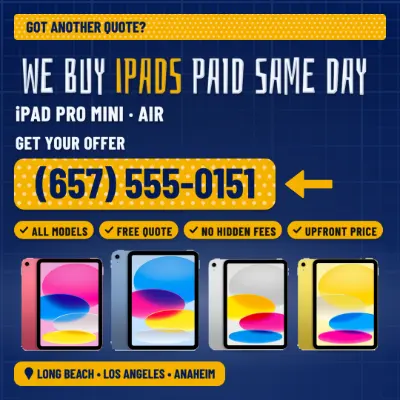 GOT ANOTHER QUOTE?
WE BUY IPADS PAID SAME DAY
iPAD PRO MINI · AIR
GET YOUR OFFER
(657) 555-0151
✓ ALL MODELS ✓ FREE QUOTE ✓ NO HIDDEN FEES ✓ UPFRONT PRICE
LONG BEACH • LOS ANGELES • ANAHEIM